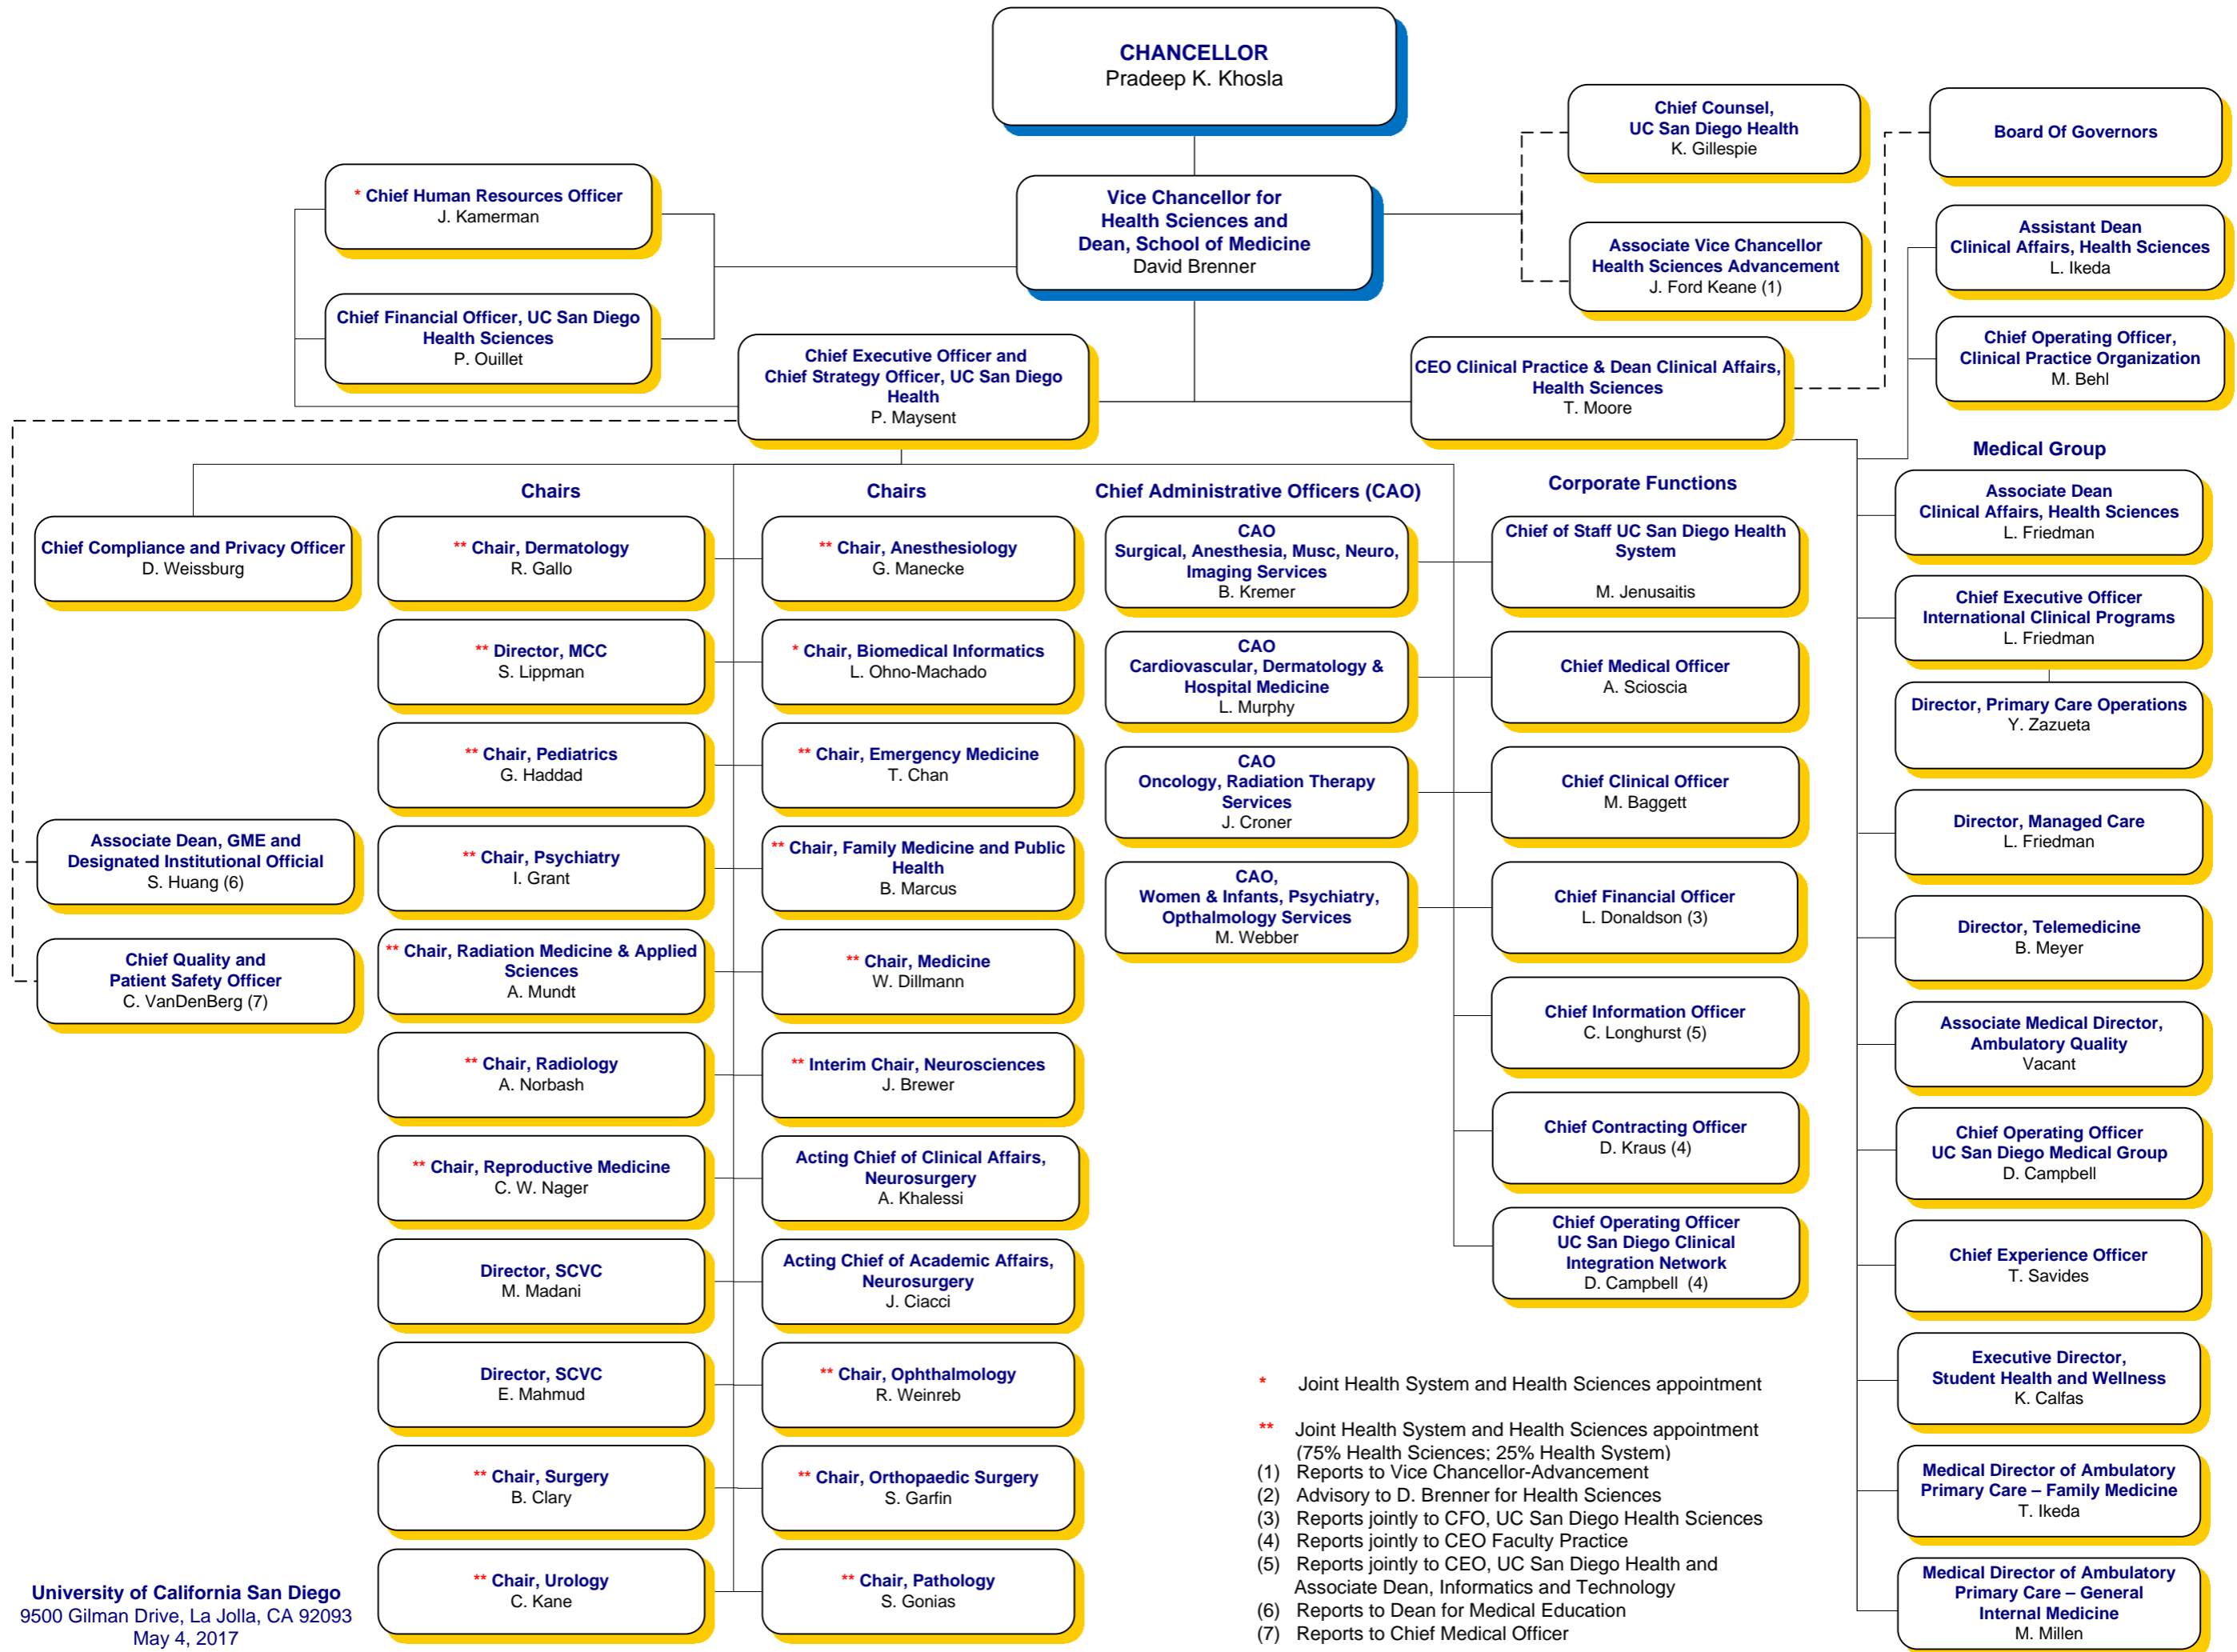 CHANCELLOR
Pradeep K. Khosla
Chief Counsel,
UC San Diego Health
K. Gillespie
Board Of Governors
* Chief Human Resources Officer
J. Kamerman
Vice Chancellor for
Health Sciences and
Dean, School of Medicine
David Brenner
Associate Vice Chancellor
Health Sciences Advancement
J. Ford Keane (1)
Assistant Dean
Clinical Affairs, Health Sciences
L. Ikeda
Chief Financial Officer, UC San Diego
Health Sciences
P. Ouillet
Chief Executive Officer and
Chief Strategy Officer, UC San Diego
Health
P. Maysent
CEO Clinical Practice & Dean Clinical Affairs,
Health Sciences
T. Moore
Chief Operating Officer,
Clinical Practice Organization
M. Behl
Chief Compliance and Privacy Officer
D. Weissburg
Associate Dean, GME and
Designated Institutional Official
S. Huang (6)
Chief Quality and
Patient Safety Officer
C. VanDenBerg (7)
Chairs
** Chair, Dermatology
R. Gallo
** Director, MCC
S. Lippman
** Chair, Pediatrics
G. Haddad
** Chair, Psychiatry
I. Grant
** Chair, Radiation Medicine & Applied
Sciences
A. Mundt
** Chair, Radiology
A. Norbash
** Chair, Reproductive Medicine
C. W. Nager
Director, SCVC
M. Madani
Director, SCVC
E. Mahmud
** Chair, Surgery
B. Clary
** Chair, Urology
C. Kane
Chairs
** Chair, Anesthesiology
G. Manecke
* Chair, Biomedical Informatics
L. Ohno-Machado
** Chair, Emergency Medicine
T. Chan
** Chair, Family Medicine and Public
Health
B. Marcus
** Chair, Medicine
W. Dillmann
** Interim Chair, Neurosciences
J. Brewer
Acting Chief of Clinical Affairs,
Neurosurgery
A. Khalessi
Acting Chief of Academic Affairs,
Neurosurgery
J. Ciacci
** Chair, Ophthalmology
R. Weinreb
** Chair, Orthopaedic Surgery
S. Garfin
** Chair, Pathology
S. Gonias
Chief Administrative Officers (CAO)
CAO
Surgical, Anesthesia, Musc, Neuro,
Imaging Services
B. Kremer
CAO
Cardiovascular, Dermatology &
Hospital Medicine
L. Murphy
CAO
Oncology, Radiation Therapy
Services
J. Croner
CAO,
Women & Infants, Psychiatry,
Opthalmology Services
M. Webber
Corporate Functions
Chief of Staff UC San Diego Health
System
M. Jenusaitis
Chief Medical Officer
A. Scioscia
Chief Clinical Officer
M. Baggett
Chief Financial Officer
L. Donaldson (3)
Chief Information Officer
C. Longhurst (5)
Chief Contracting Officer
D. Kraus (4)
Chief Operating Officer
UC San Diego Clinical
Integration Network
D. Campbell (4)
Medical Group
Associate Dean
Clinical Affairs, Health Sciences
L. Friedman
Chief Executive Officer
International Clinical Programs
L. Friedman
Director, Primary Care Operations
Y. Zazueta
Director, Managed Care
L. Friedman
Director, Telemedicine
B. Meyer
Associate Medical Director,
Ambulatory Quality
Vacant
Chief Operating Officer
UC San Diego Medical Group
D. Campbell
Chief Experience Officer
T. Savides
Executive Director,
Student Health and Wellness
K. Calfas
Medical Director of Ambulatory
Primary Care – Family Medicine
T. Ikeda
Medical Director of Ambulatory
Primary Care – General
Internal Medicine
M. Millen
* Joint Health System and Health Sciences appointment
** Joint Health System and Health Sciences appointment
(75% Health Sciences; 25% Health System)
(1) Reports to Vice Chancellor-Advancement
(2) Advisory to D. Brenner for Health Sciences
(3) Reports jointly to CFO, UC San Diego Health Sciences
(4) Reports jointly to CEO Faculty Practice
(5) Reports jointly to CEO, UC San Diego Health and
Associate Dean, Informatics and Technology
(6) Reports to Dean for Medical Education
(7) Reports to Chief Medical Officer
University of California San Diego
9500 Gilman Drive, La Jolla, CA 92093
May 4, 2017